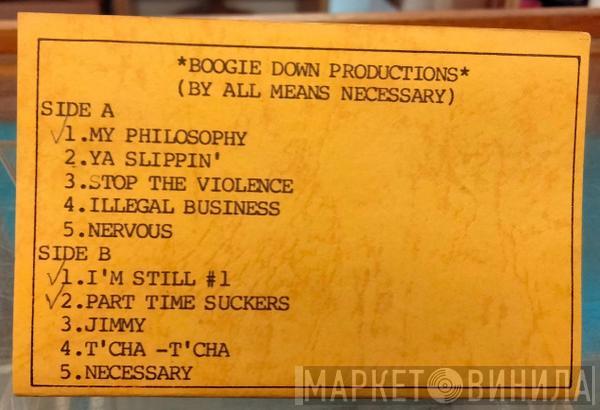 *BOOGIE DOWN PRODUCTIONS*
(BY ALL MEANS NECESSARY)
SIDE A
√1.MY PHILOSOPHY
2.YA SLIPPIN'
3.STOP THE VIOLENCE
4.ILLEGAL BUSINESS
5.NERVOUS
SIDE B
√1.I'M STILL #1
√2.PART TIME SUCKERS
3.JIMMY
4.T'CHA -T'CHA
5.NECESSARY
МАРКЕТ ВИНИЛА